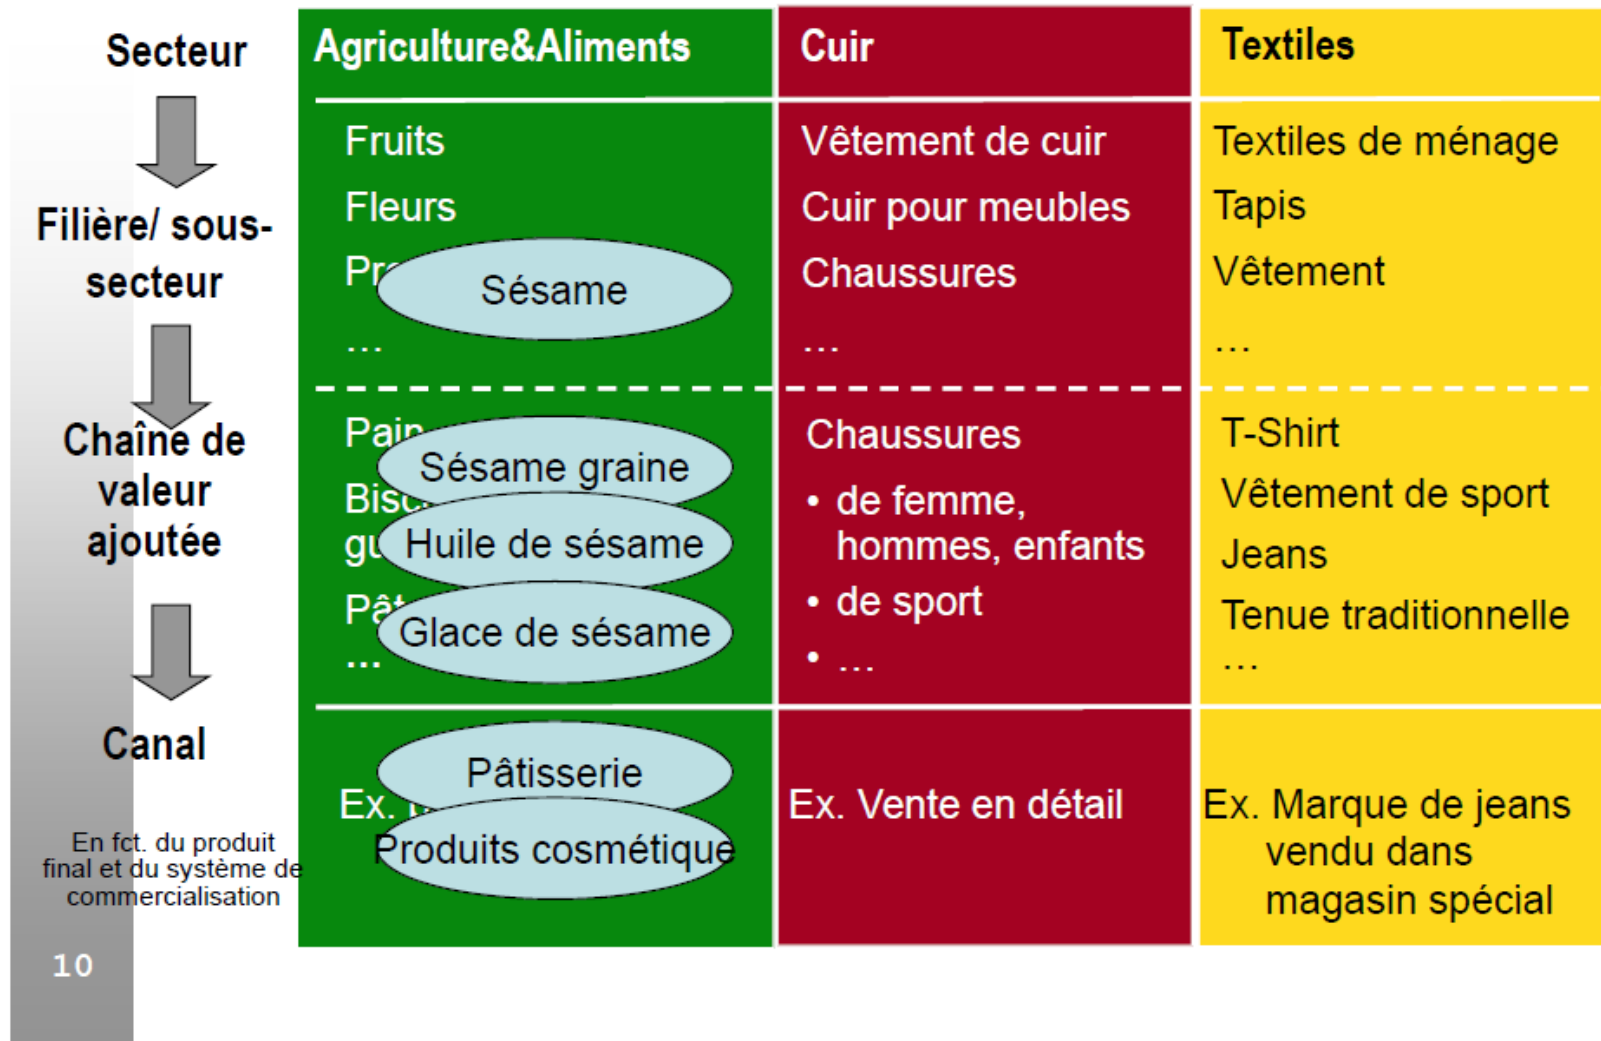 Secteur
Agriculture&Aliments
Cuir
Textiles
Filière/ sous-
secteur
Fruits
Fleurs
Sésame
...
Vêtement de cuir
Cuir pour meubles
Chaussures
...
Textiles de ménage
Tapis
Vêtement
...
Chaîne de
valeur
ajoutée
Pain
Sésame graine
Huile de sésame
Glace de sésame
...
Chaussures
• de femme,
hommes, enfants
• de sport
• ...
T-Shirt
Vêtement de sport
Jeans
Tenue traditionnelle
...
Canal
En fct. du produit
final et du système de
commercialisation
Pâtisserie
Ex.
Produits cosmétique
Ex. Vente en détail
Ex. Marque de jeans
vendu dans
magasin spécial
10